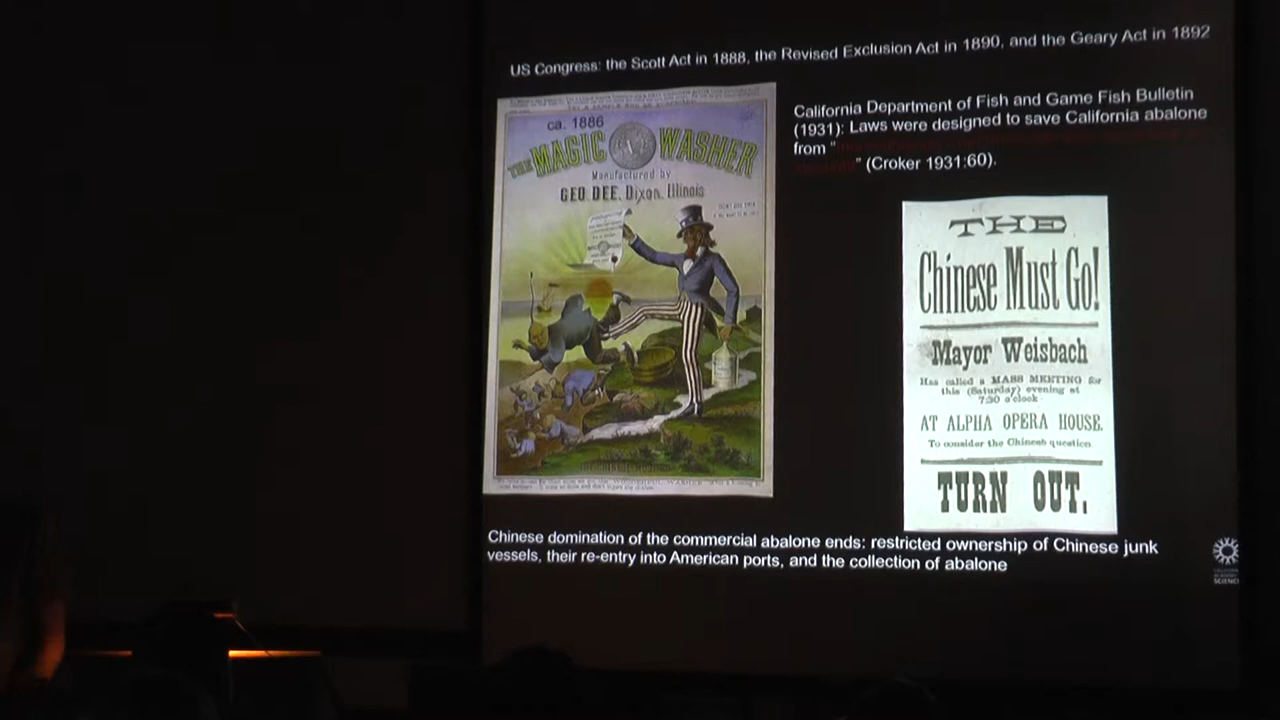 US Congress: the Scott Act in 1888, the Revised Exclusion Act in 1890, and the Geary Act in 1892
ca. 1886
THE MAGIC WASHER
Manufactured by
GEO. DEE. Dixon, Illinois
California Department of Fish and Game Fish Bulletin
(1931): Laws were designed to save California abalone
from "
" (Croker 1931:60).
THE
Chinese Must Go!
Mayor Weisbach
Has called a MASS MEETING for
this (Saturday) evening at
7:30 o'clock
AT ALPHA OPERA HOUSE.
To consider the Chinese question
TURN OUT.
Chinese domination of the commercial abalone ends: restricted ownership of Chinese junk
vessels, their re-entry into American ports, and the collection of abalone
SCIENC